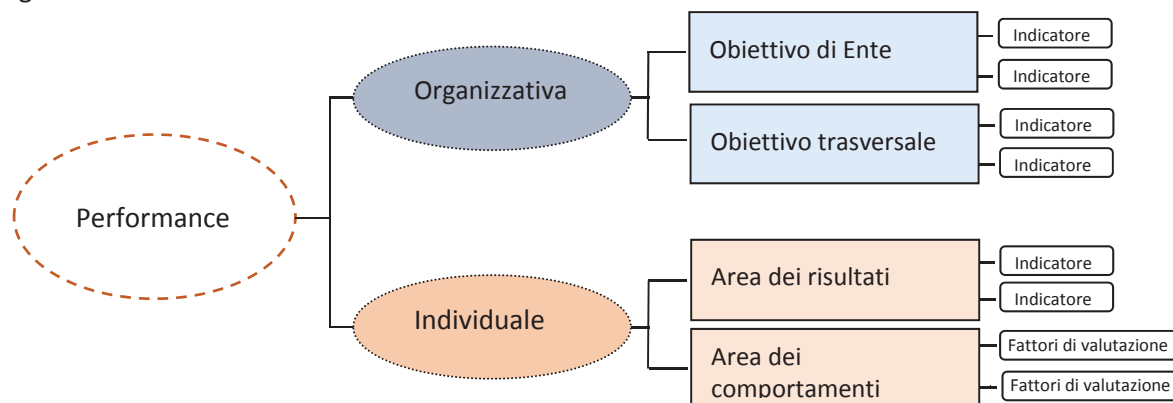 Performance
Organizzativa
Obiettivo di Ente
Indicatore
Indicatore
Obiettivo trasversale
Indicatore
Indicatore
Individuale
Area dei risultati
Indicatore
Indicatore
Area dei
comportamenti
Fattori di valutazione
Fattori di valutazione